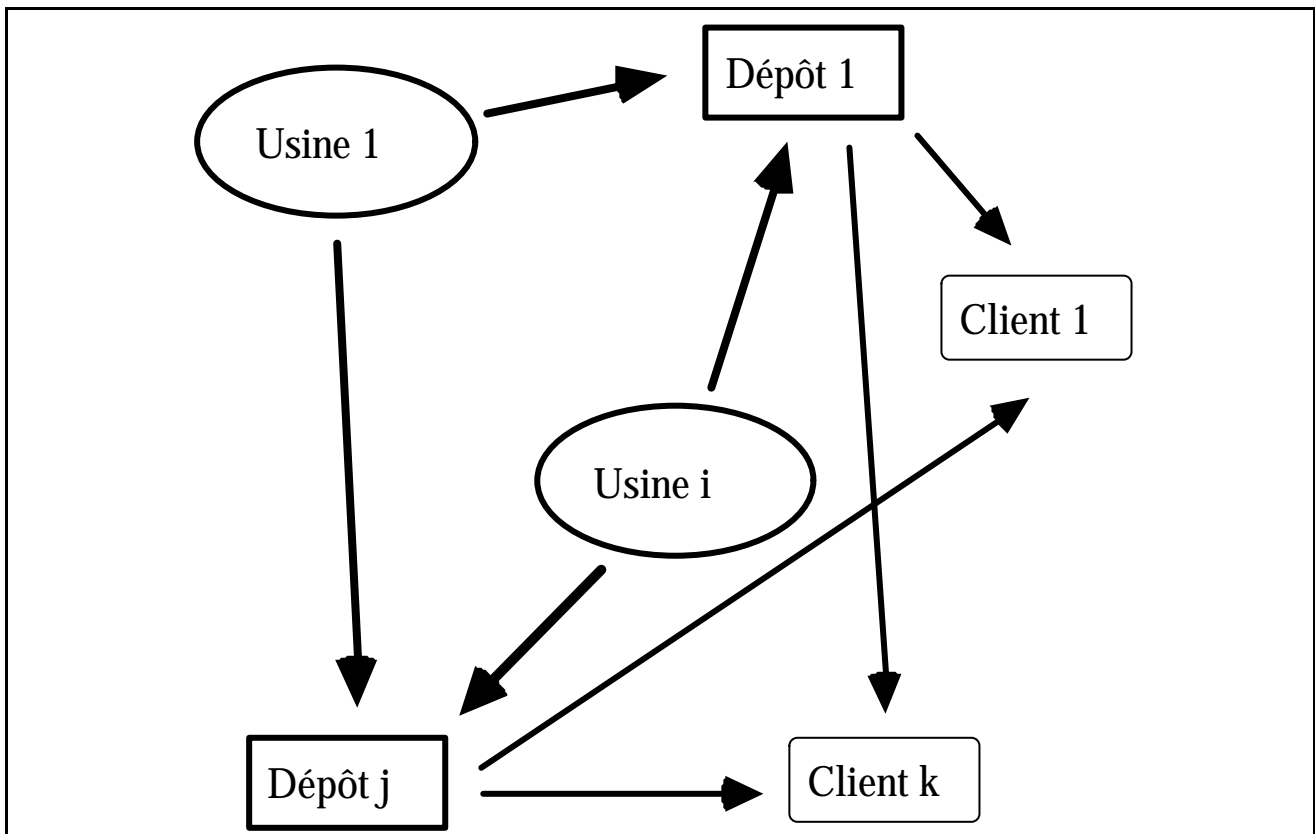 Dépôt 1
Usine 1
Client 1
Usine i
Dépôt j
Client k